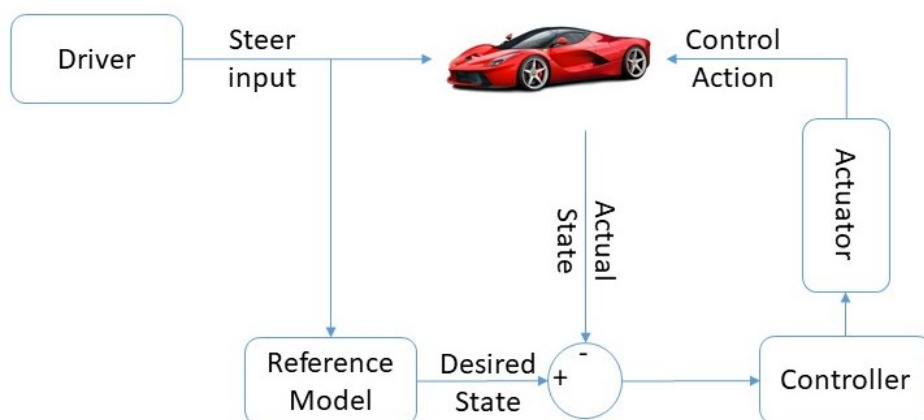 Driver
Steer
input
Control
Action
Actuator
Actual
State
-
+
Reference
Model
Desired
State
Controller